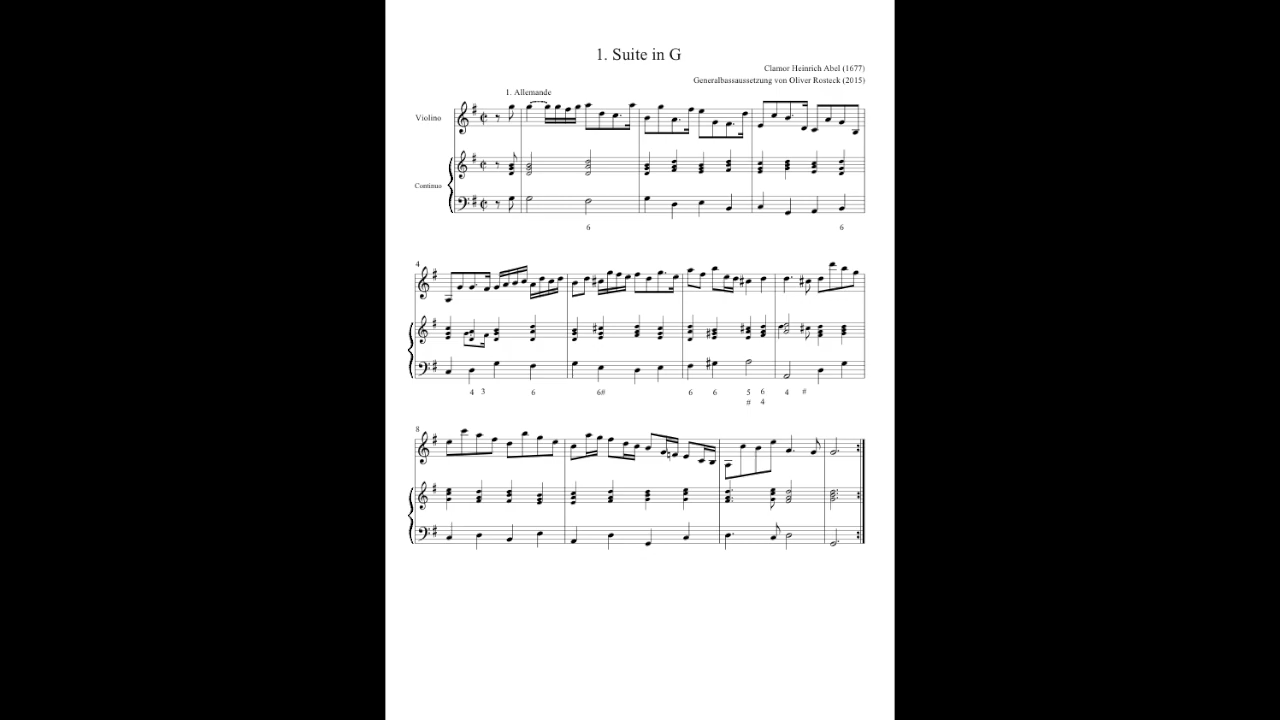 1. Suite in G
Clamor Heinrich Abel (1677)
Generalbassaussetzung von Oliver Rosteck (2015)
1. Allemande
Violino
Continuo
6 6
4
4 3 6 6# 6 6 5 6 4 #
# 4
8